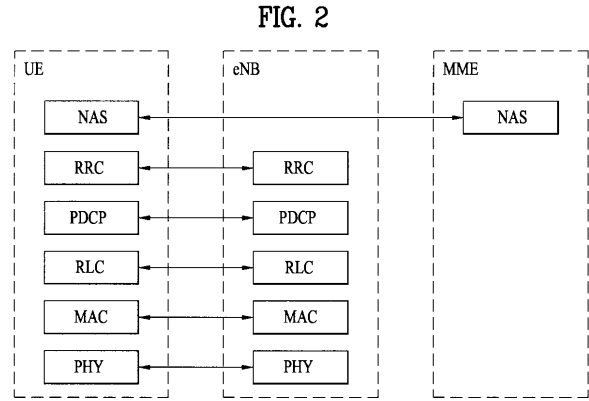 FIG. 2
UE eNB MME
NAS NAS
RRC RRC
PDCP PDCP
RLC RLC
MAC MAC
PHY PHY